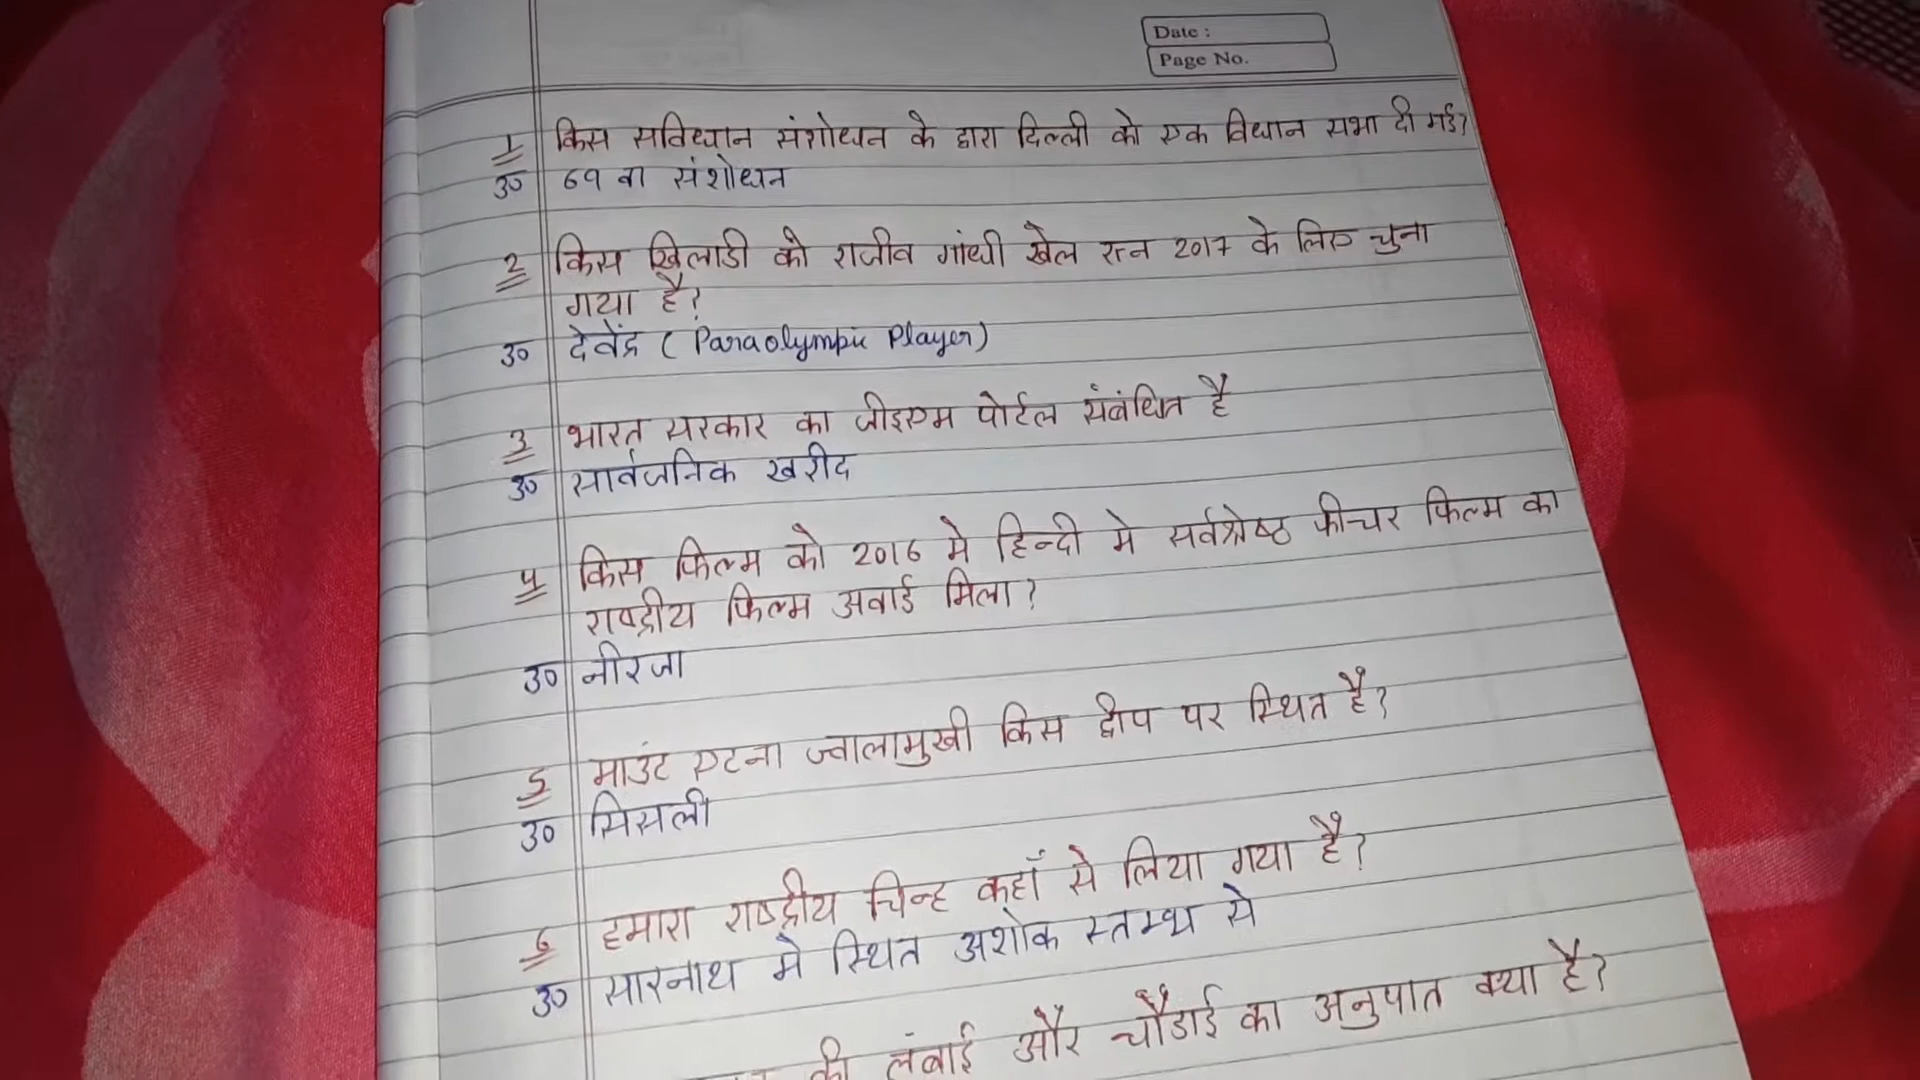 Date :
Page No.
1 किस सविधान संशोधन के द्वारा दिल्ली को एक विधान सभा दी गई?
उ० 69 वा संशोधन
2 किस खिलाडी को राजीव गांधी खेल रत्न 2017 के लिए चुना
गया है?
उ० देवेंद्र ( Paraolympic Player)
3 भारत सरकार का जीइएम पोर्टल संबंधित है
उ० सार्वजनिक खरीद
4 किस फिल्म को 2016 मे हिन्दी मे सर्वश्रेष्ठ फीचर फिल्म का
राष्ट्रीय फिल्म अवार्ड मिला?
उ० नीरजा
5 माउंट एटना ज्वालामुखी किस द्वीप पर स्थित है?
उ० सिसली
6 हमारा राष्ट्रीय चिन्ह कहाँ से लिया गया है?
उ० सारनाथ मे स्थित अशोक स्तम्भ से
की लंबाई और चौडाई का अनुपात क्या है?